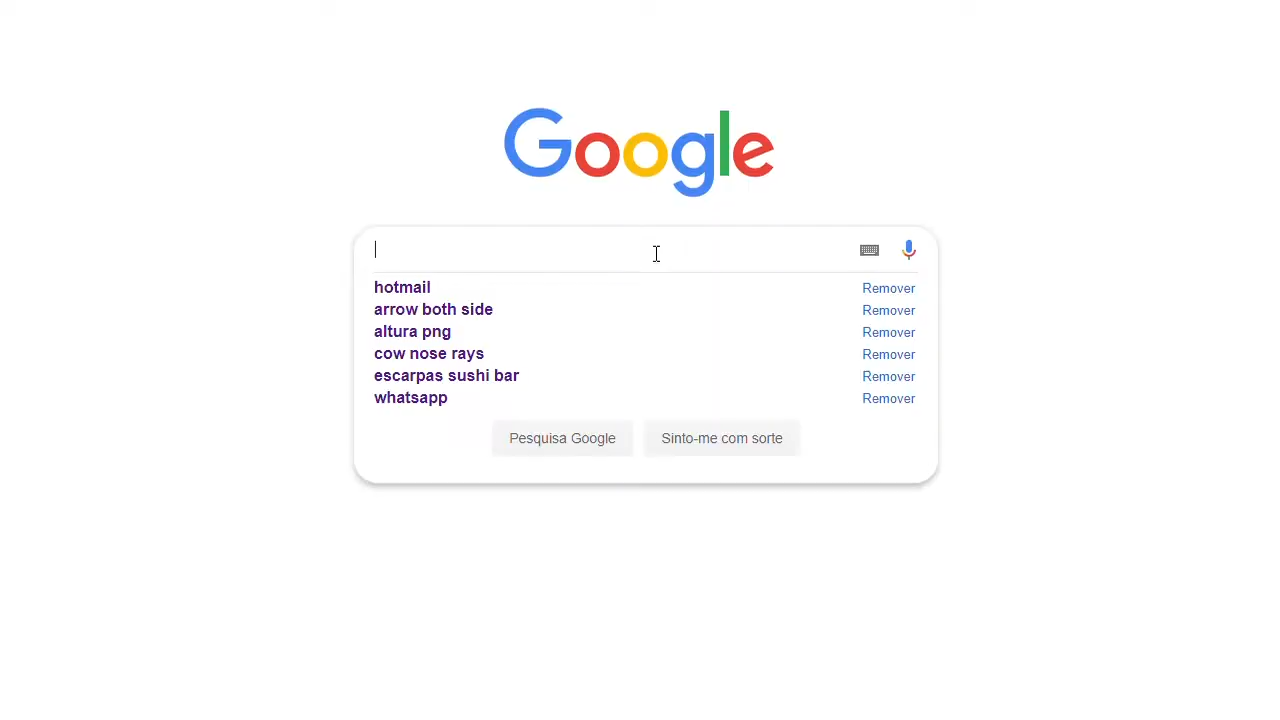 Google
hotmail Remover
arrow both side Remover
altura png Remover
cow nose rays Remover
escarpas sushi bar Remover
whatsapp Remover
Pesquisa Google Sinto-me com sorte